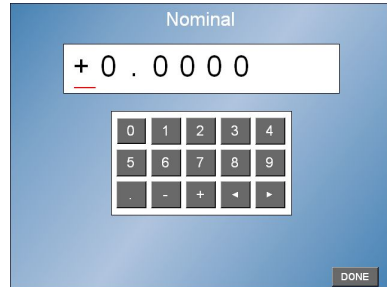 Nominal
+0.0000
0 1 2 3 4
5 6 7 8 9
. - + ◄ ►
DONE